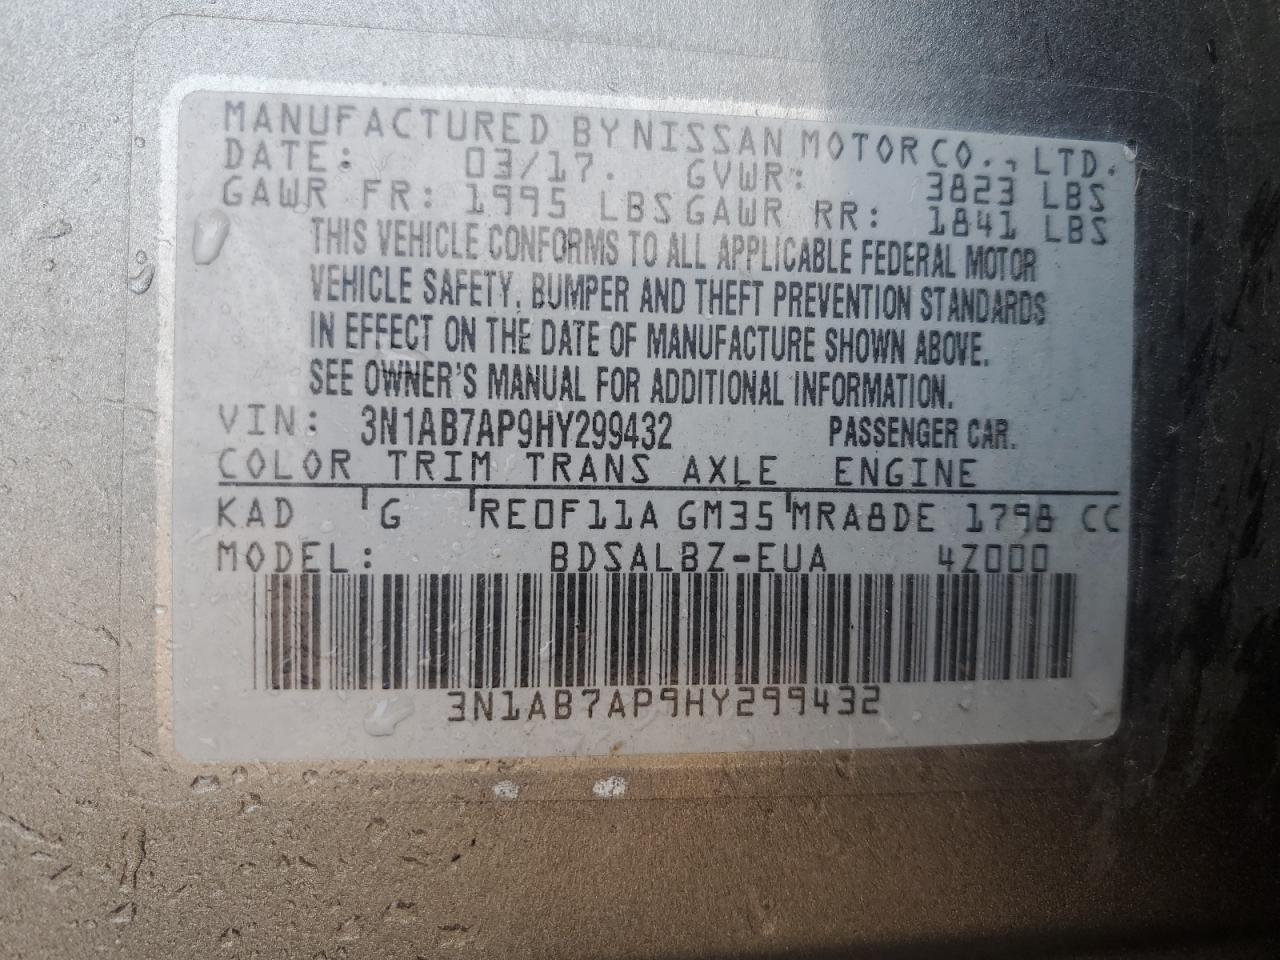 MANUFACTURED BY NISSAN MOTOR CO., LTD.
DATE: 03/17. GVWR: 3823 LBS
GAWR FR: 1995 LBS GAWR RR: 1841 LBS
THIS VEHICLE CONFORMS TO ALL APPLICABLE FEDERAL MOTOR
VEHICLE SAFETY, BUMPER AND THEFT PREVENTION STANDARDS
IN EFFECT ON THE DATE OF MANUFACTURE SHOWN ABOVE.
SEE OWNER'S MANUAL FOR ADDITIONAL INFORMATION.
VIN: 3N1AB7AP9HY299432 PASSENGER CAR.
COLOR TRIM TRANS AXLE ENGINE
KAD G RE0F11A GM35 MRA8DE 1798 CC
MODEL: BDSALBZ-EUA 4Z000
3N1AB7AP9HY299432